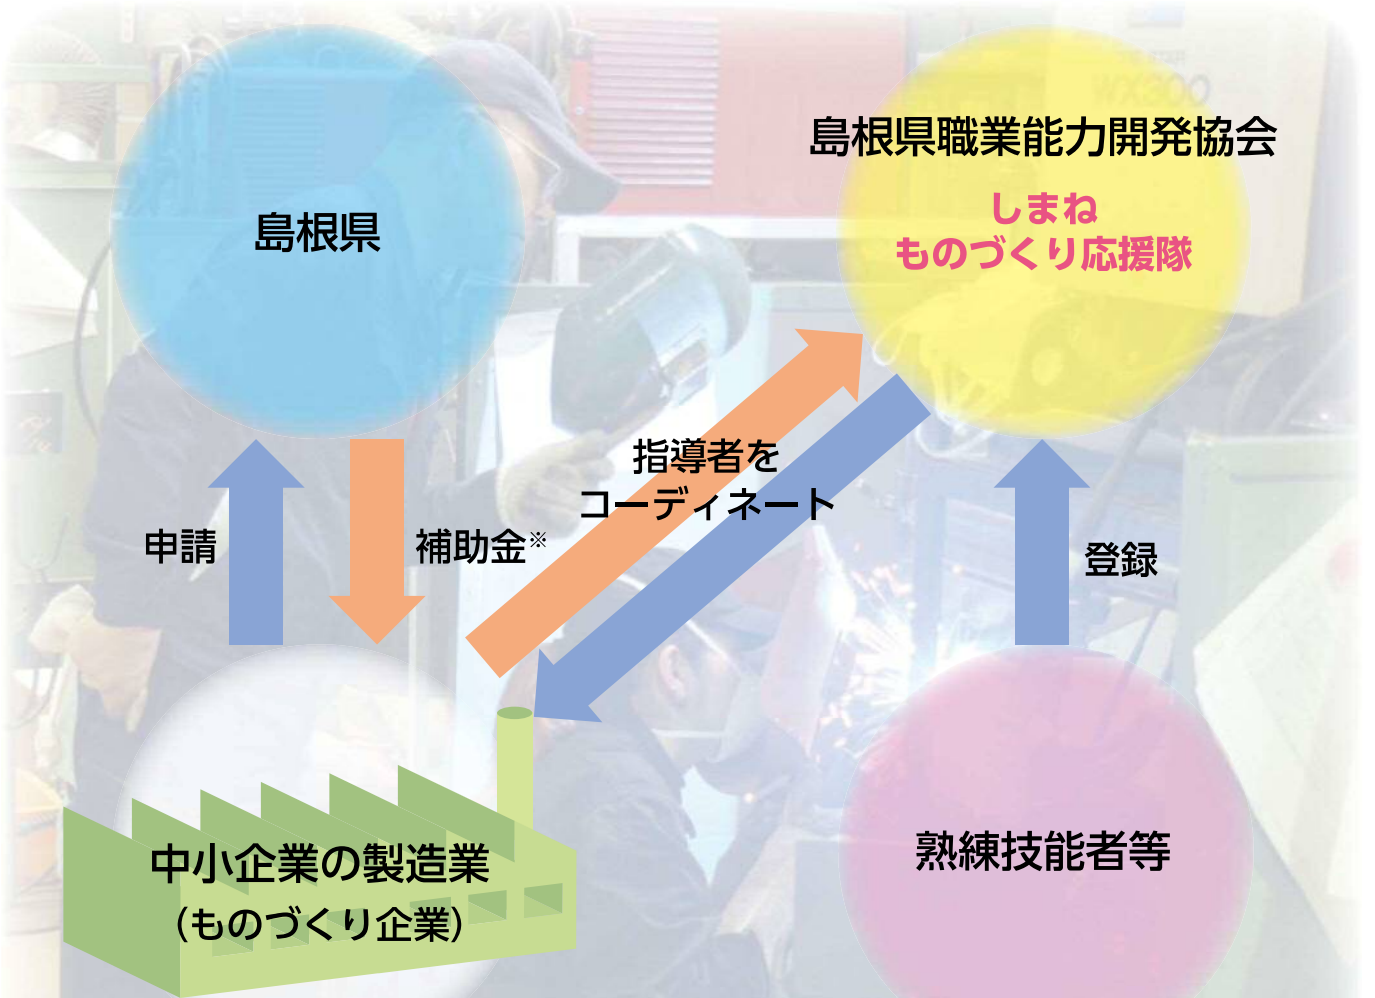 島根県職業能力開発協会
しまね
ものづくり応援隊
島根県
指導者を
コーディネート
申請
補助金※
登録
中小企業の製造業
(ものづくり企業)
熟練技能者等
WX300